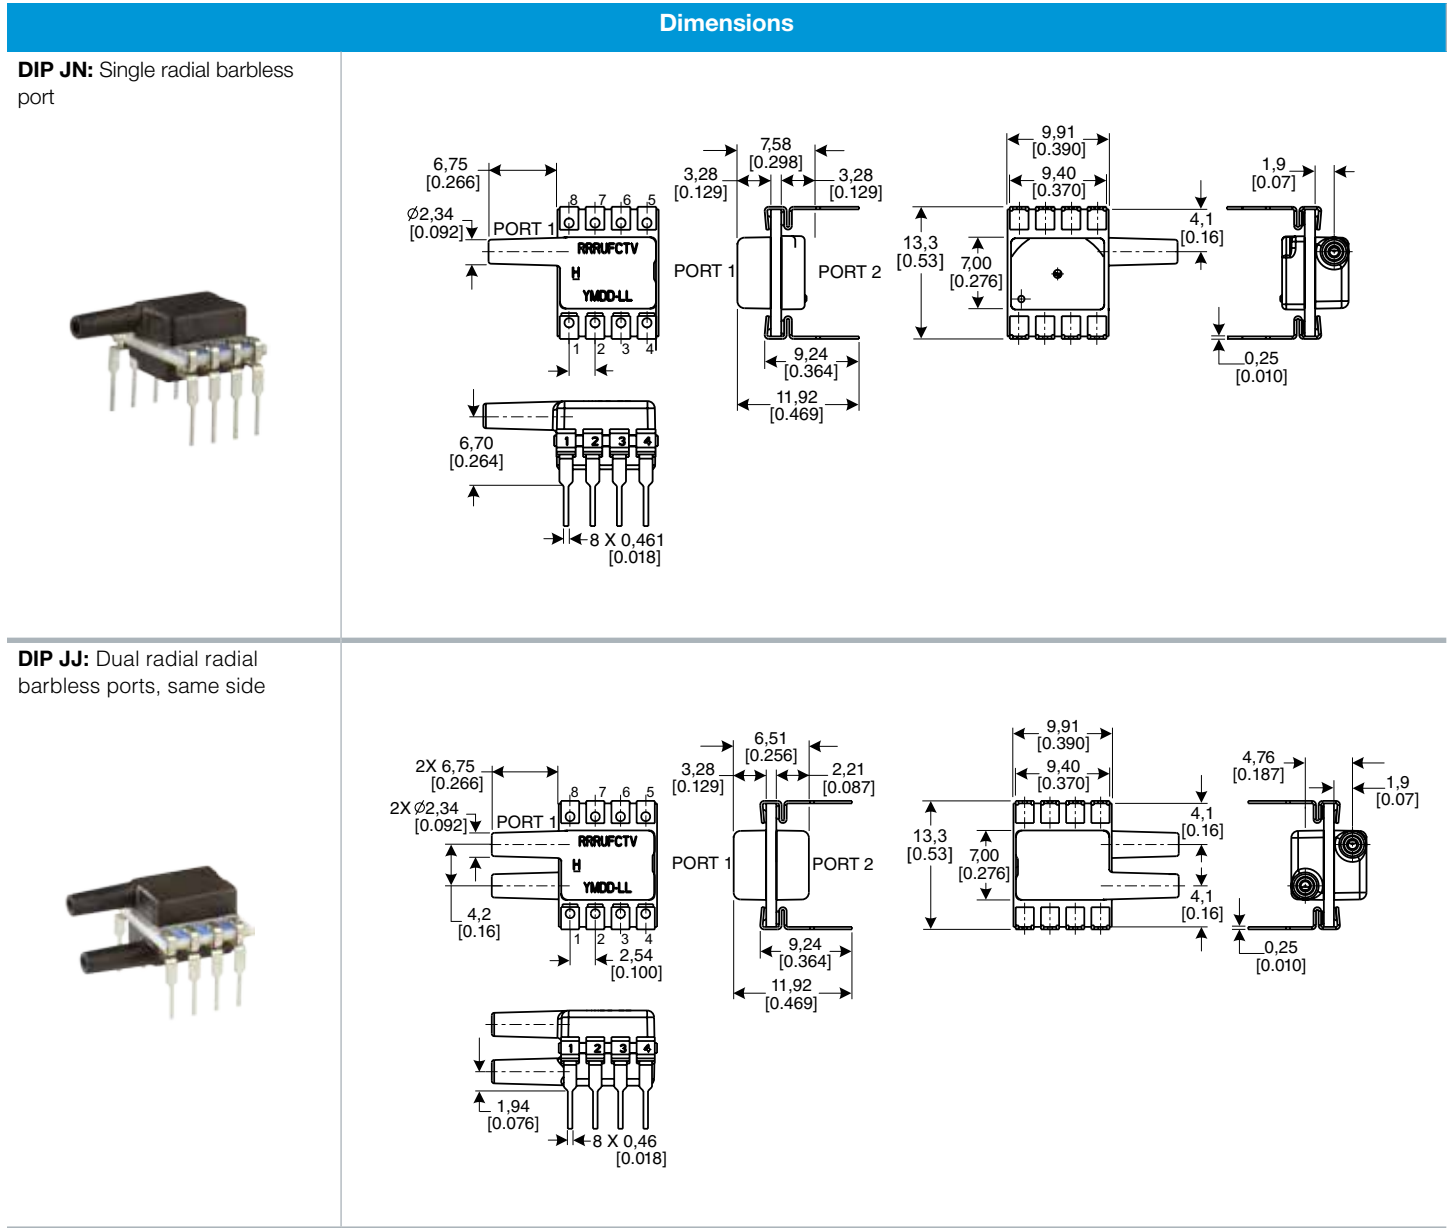 Dimensions
DIP JN: Single radial barbless
port
6,75
[0.266]
Ø2,34
[0.092]
PORT 1
8 7 6 5
RRRUFCTV
H
YMDD-LL
1 2 3 4
7,58
[0.298]
3,28
[0.129]
3,28
[0.129]
PORT 1
PORT 2
9,24
[0.364]
11,92
[0.469]
9,91
[0.390]
9,40
[0.370]
4,1
[0.16]
13,3
[0.53]
7,00
[0.276]
1,9
[0.07]
0,25
[0.010]
6,70
[0.264]
1 2 3 4
8 X 0,461
[0.018]
DIP JJ: Dual radial radial
barbless ports, same side
2X 6,75
[0.266]
2X Ø2,34
[0.092]
PORT 1
8 7 6 5
RRRUFCTV
H
YMDD-LL
1 2 3 4
4,2
[0.16]
2,54
[0.100]
6,51
[0.256]
3,28
[0.129]
2,21
[0.087]
PORT 1
PORT 2
9,24
[0.364]
11,92
[0.469]
9,91
[0.390]
9,40
[0.370]
4,1
[0.16]
13,3
[0.53]
7,00
[0.276]
4,1
[0.16]
4,76
[0.187]
1,9
[0.07]
0,25
[0.010]
1 2 3 4
1,94
[0.076]
8 X 0,46
[0.018]